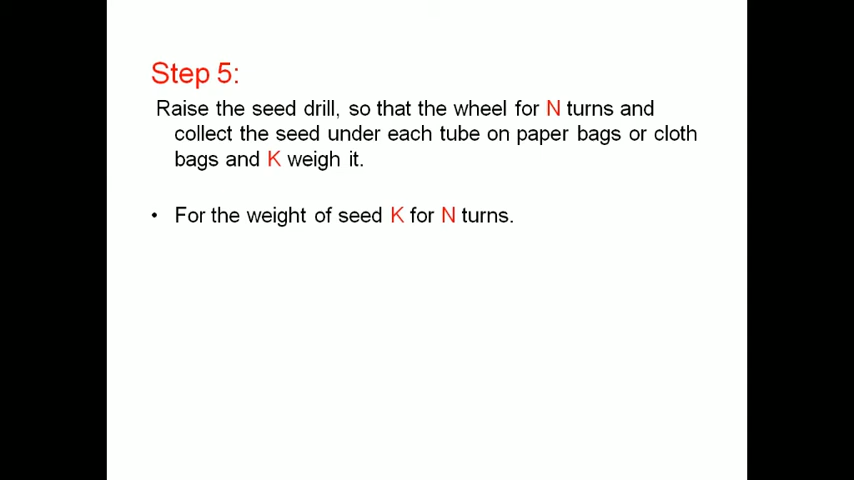 Step 5:
Raise the seed drill, so that the wheel for N turns and
collect the seed under each tube on paper bags or cloth
bags and K weigh it.
• For the weight of seed K for N turns.